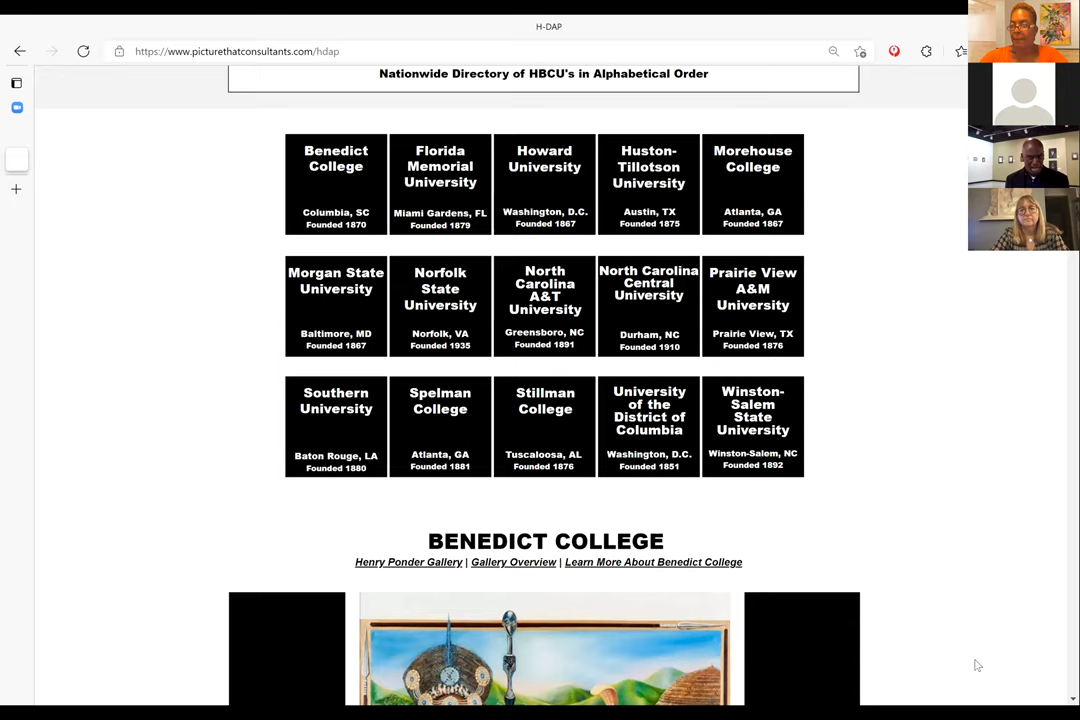 H-DAP
https://www.picturethatconsultants.com/hdap
Nationwide Directory of HBCU's in Alphabetical Order
Benedict
College
Columbia, SC
Founded 1870
Florida
Memorial
University
Miami Gardens, FL
Founded 1879
Howard
University
Washington, D.C.
Founded 1867
Huston-
Tillotson
University
Austin, TX
Founded 1875
Morehouse
College
Atlanta, GA
Founded 1867
Morgan State
University
Baltimore, MD
Founded 1867
Norfolk
State
University
Norfolk, VA
Founded 1935
North
Carolina
A&T
University
Greensboro, NC
Founded 1891
North Carolina
Central
University
Durham, NC
Founded 1910
Prairie View
A&M
University
Prairie View, TX
Founded 1876
Southern
University
Baton Rouge, LA
Founded 1880
Spelman
College
Atlanta, GA
Founded 1881
Stillman
College
Tuscaloosa, AL
Founded 1876
University
of the
District of
Columbia
Washington, D.C.
Founded 1851
Winston-
Salem
State
University
Winston-Salem, NC
Founded 1892
BENEDICT COLLEGE
Henry Ponder Gallery | Gallery Overview | Learn More About Benedict College